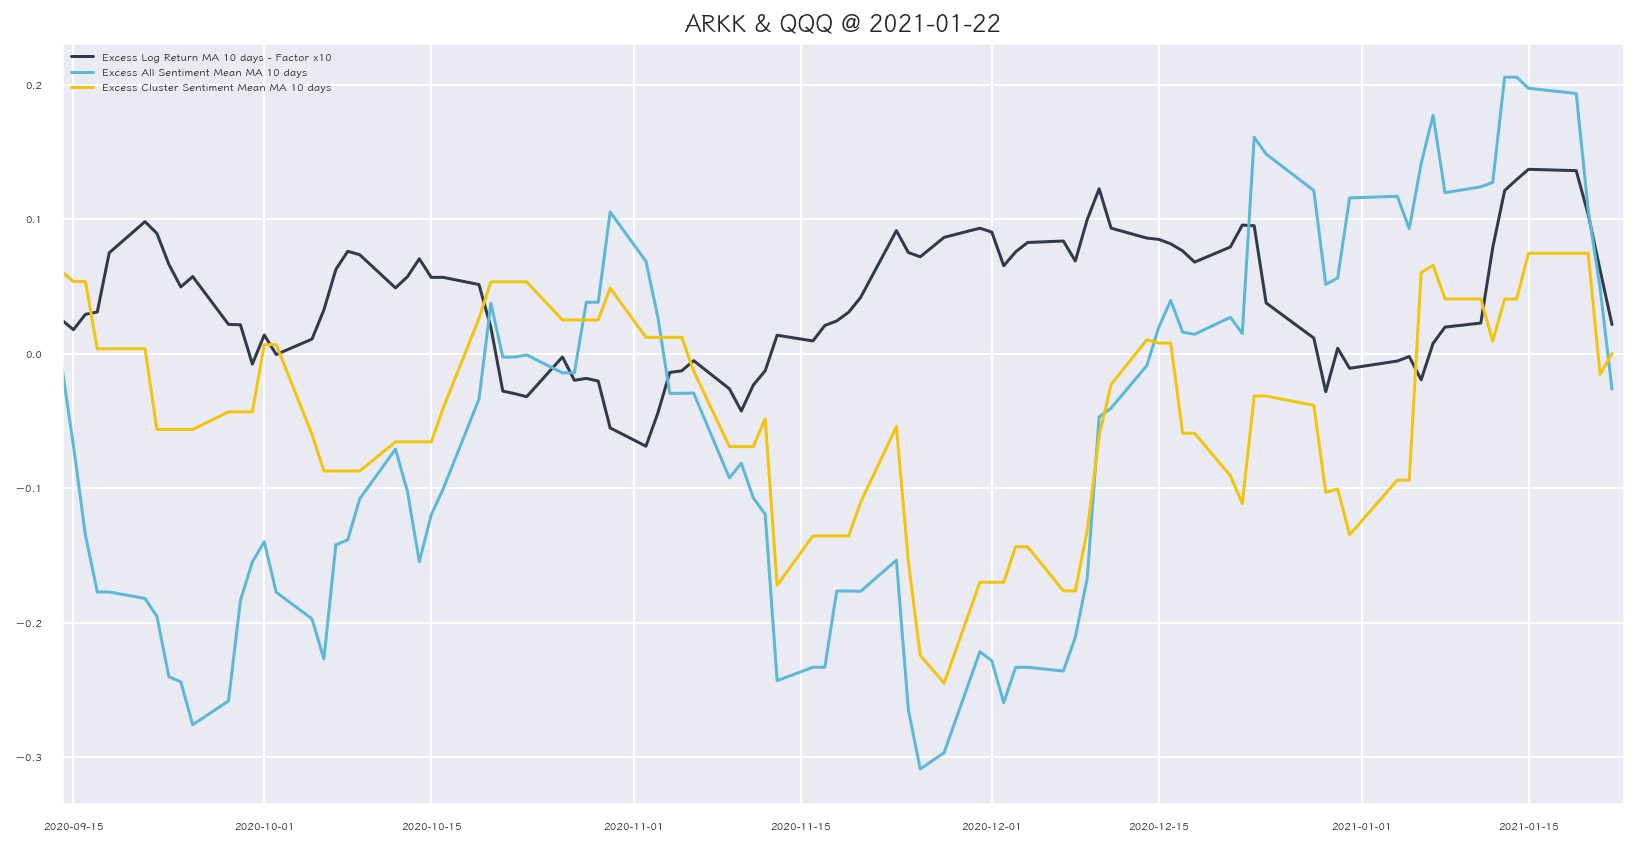 ARKK & QQQ @ 2021-01-22
Excess Log Return MA 10 days - Factor x10
Excess All Sentiment Mean MA 10 days
Excess Cluster Sentiment Mean MA 10 days
0.2
0.1
0.0
−0.1
−0.2
−0.3
2020-09-15 2020-10-01 2020-10-15 2020-11-01 2020-11-15 2020-12-01 2020-12-15 2021-01-01 2021-01-15